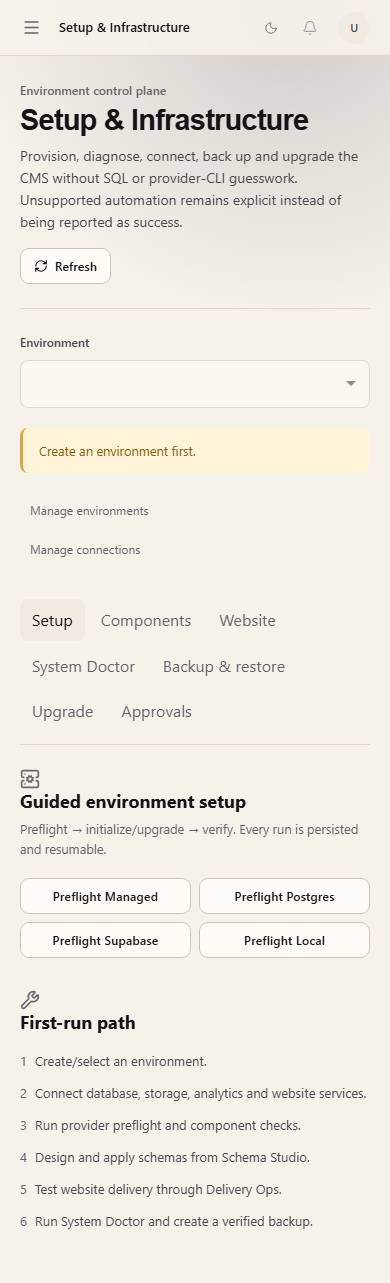 Setup & Infrastructure
U
Environment control plane
Setup & Infrastructure
Provision, diagnose, connect, back up and upgrade the
CMS without SQL or provider-CLI guesswork.
Unsupported automation remains explicit instead of
being reported as success.
Refresh
Environment
Create an environment first.
Manage environments
Manage connections
Setup Components Website
System Doctor Backup & restore
Upgrade Approvals
Guided environment setup
Preflight → initialize/upgrade → verify. Every run is persisted
and resumable.
Preflight Managed Preflight Postgres
Preflight Supabase Preflight Local
First-run path
1 Create/select an environment.
2 Connect database, storage, analytics and website services.
3 Run provider preflight and component checks.
4 Design and apply schemas from Schema Studio.
5 Test website delivery through Delivery Ops.
6 Run System Doctor and create a verified backup.